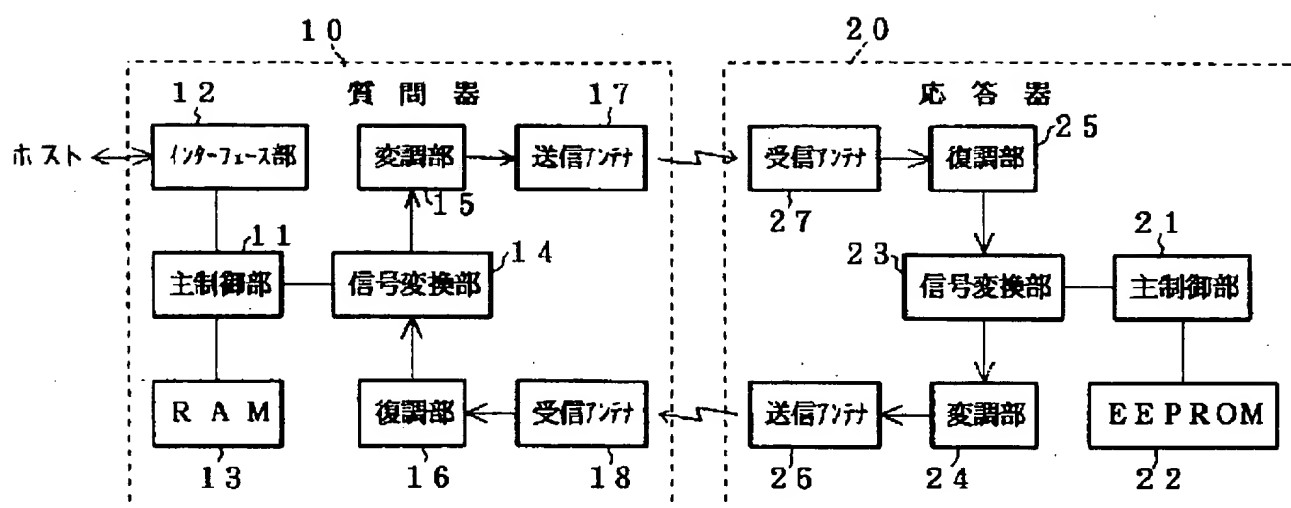 10
20
質問器
応答器
12
17
25
ホスト
インターフェース部
変調部
送信アンテナ
受信アンテナ
復調部
15
27
11
14
23
21
主制御部
信号変換部
信号変換部
主制御部
RAM
復調部
受信アンテナ
送信アンテナ
変調部
EEPROM
13
16
18
26
24
22